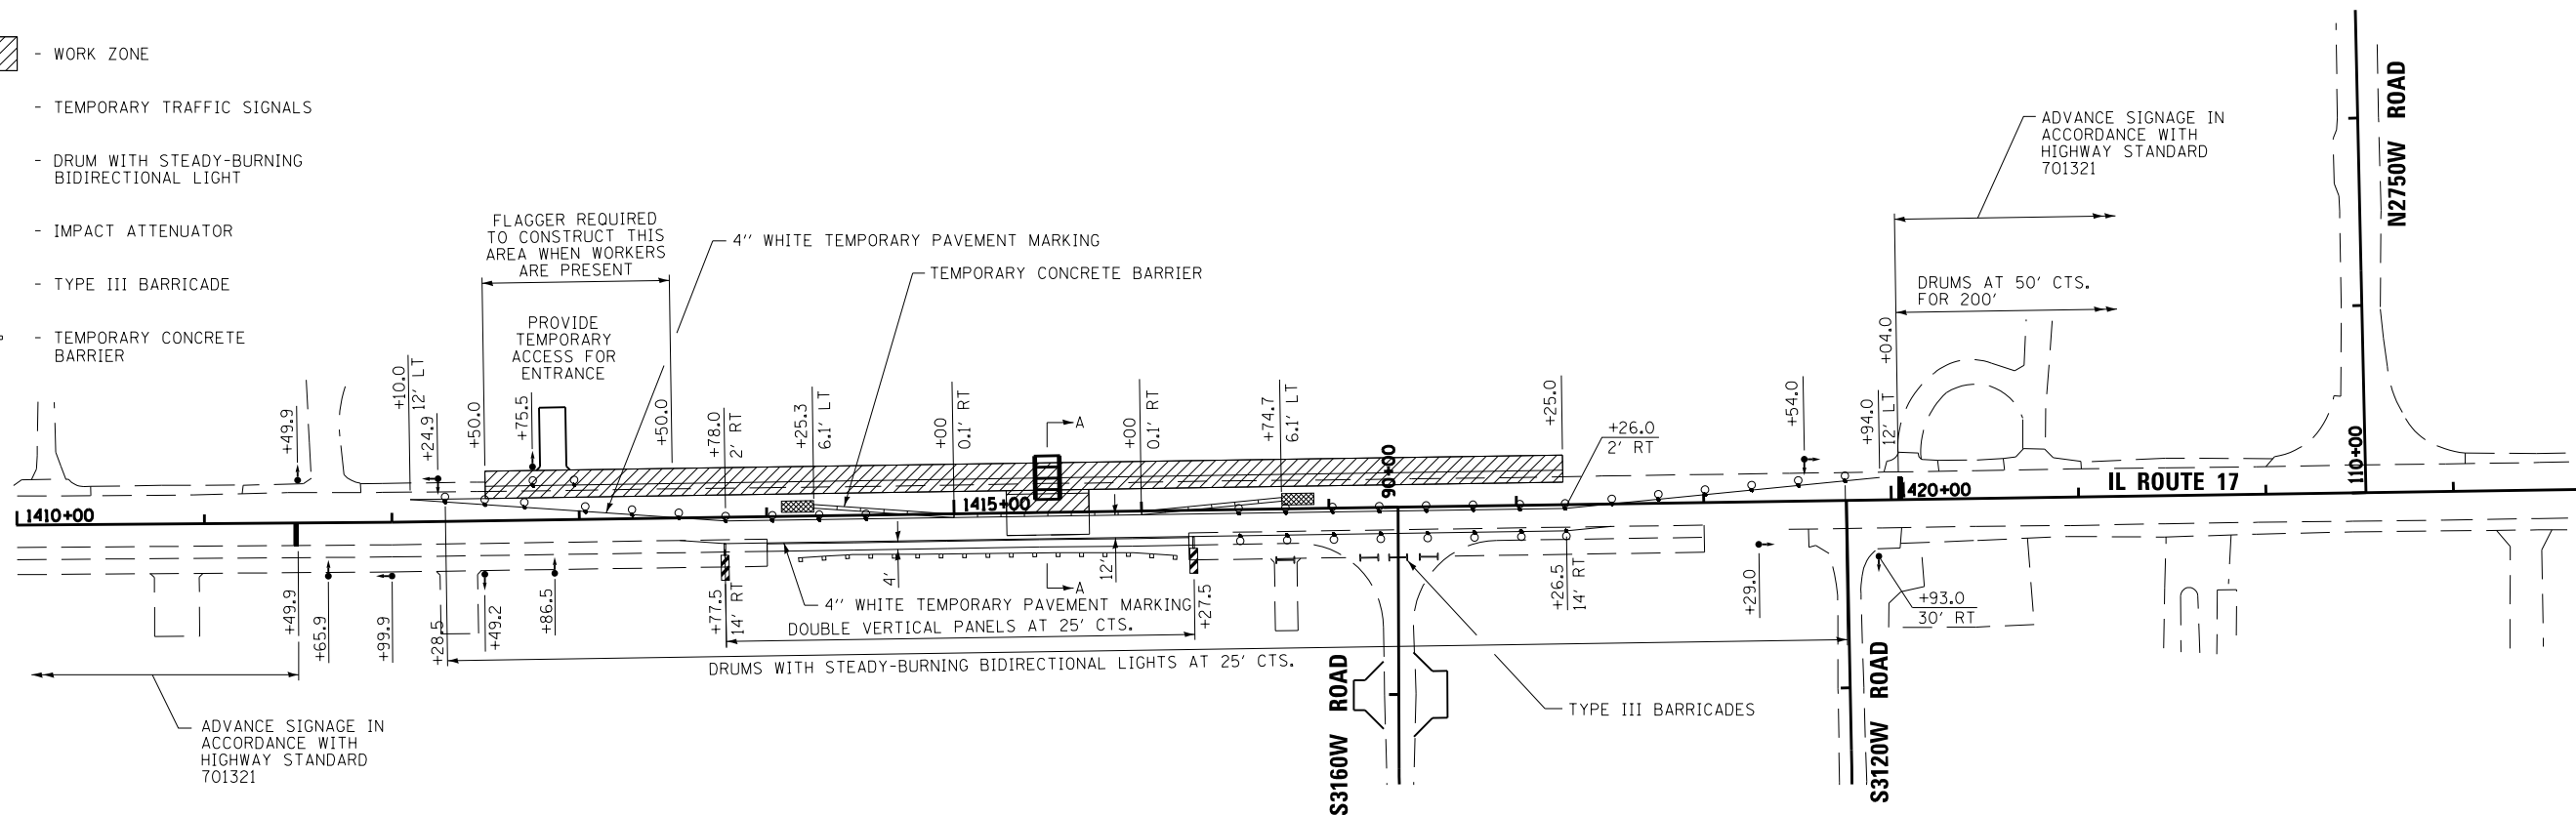 - WORK ZONE
- TEMPORARY TRAFFIC SIGNALS
- DRUM WITH STEADY-BURNING
BIDIRECTIONAL LIGHT
- IMPACT ATTENUATOR
- TYPE III BARRICADE
- TEMPORARY CONCRETE
BARRIER
FLAGGER REQUIRED
TO CONSTRUCT THIS
AREA WHEN WORKERS
ARE PRESENT
4'' WHITE TEMPORARY PAVEMENT MARKING
TEMPORARY CONCRETE BARRIER
PROVIDE
TEMPORARY
ACCESS FOR
ENTRANCE
ADVANCE SIGNAGE IN
ACCORDANCE WITH
HIGHWAY STANDARD
701321
DRUMS AT 50' CTS.
FOR 200'
N2750W ROAD
+49.9
+10.0
12' LT
+24.9
+50.0
+75.5
+50.0
+78.0
2' RT
+25.3
6.1' LT
+00
0.1' RT
A
+00
0.1' RT
+74.7
6.1' LT
90+00
+25.0
+26.0
2' RT
+54.0
+94.0
12' LT
+04.0
110+00
1410+00
1415+00
1420+00
IL ROUTE 17
+49.9
+65.9
+99.9
+28.5
+49.2
+86.5
+77.5
14' RT
4'
A
12'
+27.5
+26.5
14' RT
+29.0
+93.0
30' RT
4'' WHITE TEMPORARY PAVEMENT MARKING
DOUBLE VERTICAL PANELS AT 25' CTS.
DRUMS WITH STEADY-BURNING BIDIRECTIONAL LIGHTS AT 25' CTS.
S3160W ROAD
TYPE III BARRICADES
S3120W ROAD
ADVANCE SIGNAGE IN
ACCORDANCE WITH
HIGHWAY STANDARD
701321